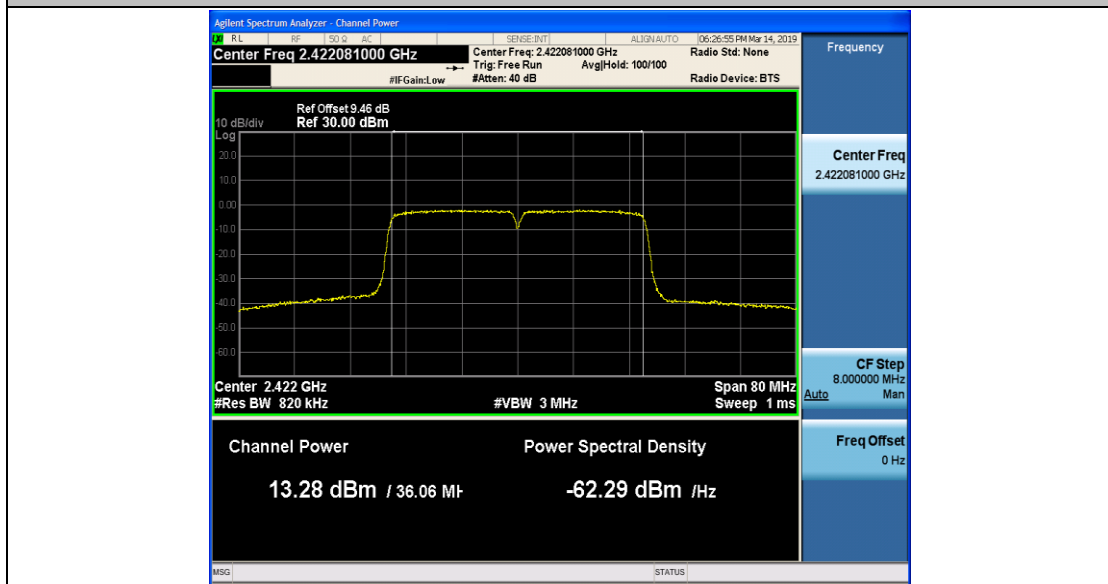 Agilent Spectrum Analyzer - Channel Power
RL RF 50 Ω AC SENSE:INT ALIGN AUTO 06:26:55 PM Mar 14, 2019
Center Freq 2.422081000 GHz
Center Freq: 2.422081000 GHz Radio Std: None
Trig: Free Run Avg|Hold: 100/100
#IFGain:Low #Atten: 40 dB Radio Device: BTS
Frequency
Ref Offset 9.46 dB
10 dB/div Ref 30.00 dBm
Log
20.0
10.0
0.00
-10.0
-20.0
-30.0
-40.0
-50.0
-60.0
Center 2.422 GHz Span 80 MHz
#Res BW 820 kHz #VBW 3 MHz Sweep 1 ms
Center Freq
2.422081000 GHz
CF Step
8.000000 MHz
Auto Man
Freq Offset
0 Hz
Channel Power Power Spectral Density
13.28 dBm / 36.06 MH -62.29 dBm /Hz
MSG STATUS